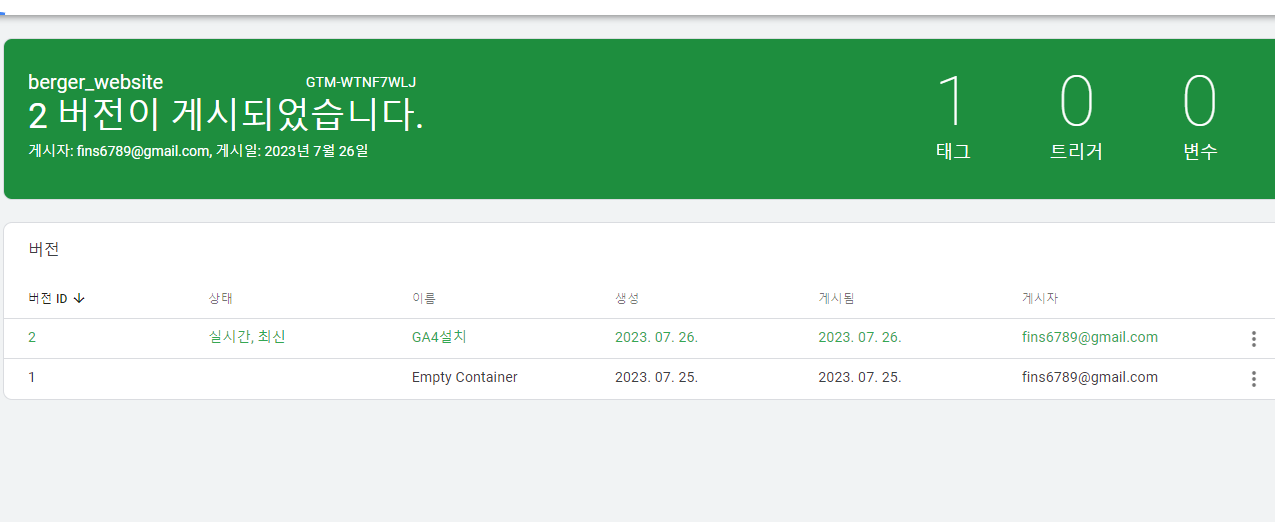 berger_website GTM-WTNF7WLJ
2 버전이 게시되었습니다.
게시자: fins6789@gmail.com, 게시일: 2023년 7월 26일
1 0 0
태그 트리거 변수
버전
버전 ID 상태 이름 생성 게시됨 게시자
2 실시간, 최신 GA4설치 2023. 07. 26. 2023. 07. 26. fins6789@gmail.com
1 Empty Container 2023. 07. 25. 2023. 07. 25. fins6789@gmail.com